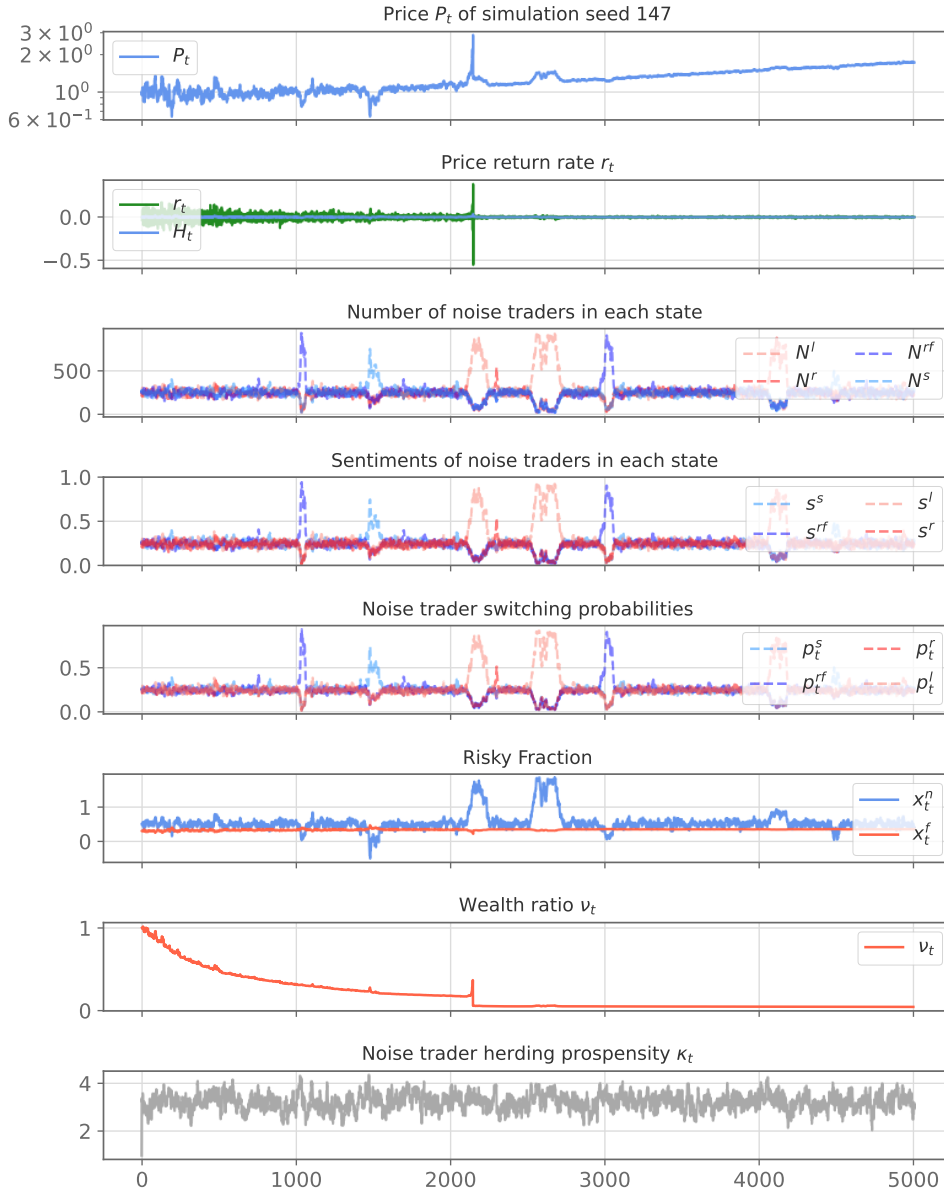 Price P_t of simulation seed 147
3 × 10^0
2 × 10^0
10^0
6 × 10^−1
P_t
Price return rate r_t
0.0
−0.5
r_t
H_t
Number of noise traders in each state
500
0
N^l N^rf
N^r N^s
Sentiments of noise traders in each state
1.0
0.5
0.0
s^s s^l
s^rf s^r
Noise trader switching probabilities
0.5
0.0
p_t^s p_t^r
p_t^rf p_t^l
Risky Fraction
1
0
x_t^n
x_t^f
Wealth ratio ν_t
1
0
ν_t
Noise trader herding prospensity κ_t
4
2
0 1000 2000 3000 4000 5000